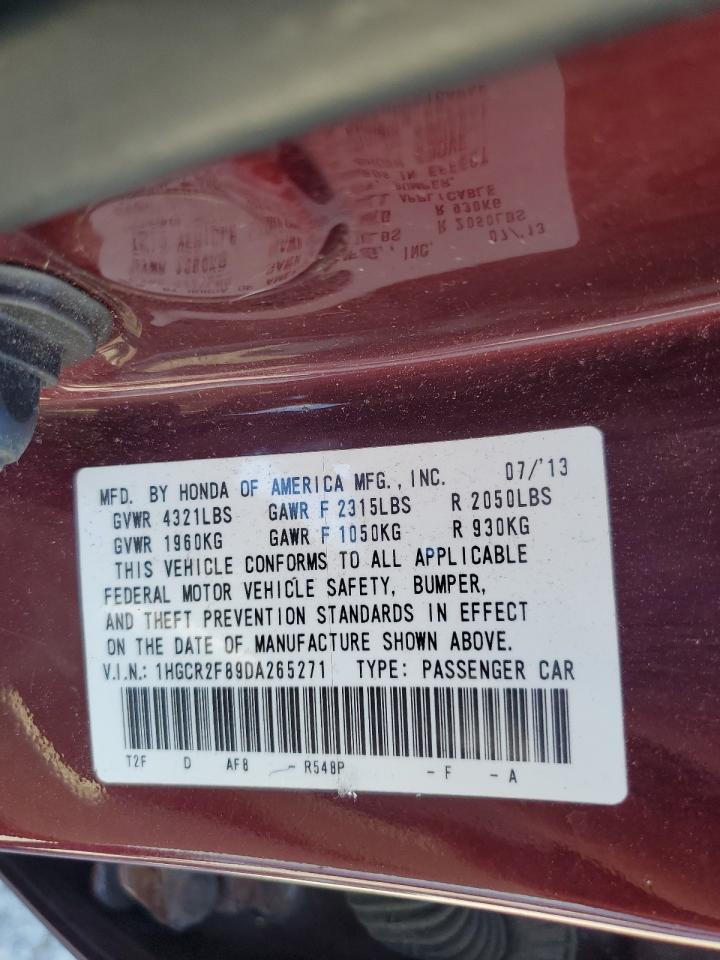 MFD. BY HONDA OF AMERICA MFG., INC. 07/'13
GVWR 4321LBS GAWR F 2315LBS R 2050LBS
GVWR 1960KG GAWR F 1050KG R 930KG
THIS VEHICLE CONFORMS TO ALL APPLICABLE
FEDERAL MOTOR VEHICLE SAFETY, BUMPER,
AND THEFT PREVENTION STANDARDS IN EFFECT
ON THE DATE OF MANUFACTURE SHOWN ABOVE.
V.I.N.: 1HGCR2F89DA265271 TYPE: PASSENGER CAR
T2F D AF8 - R548P - F - A